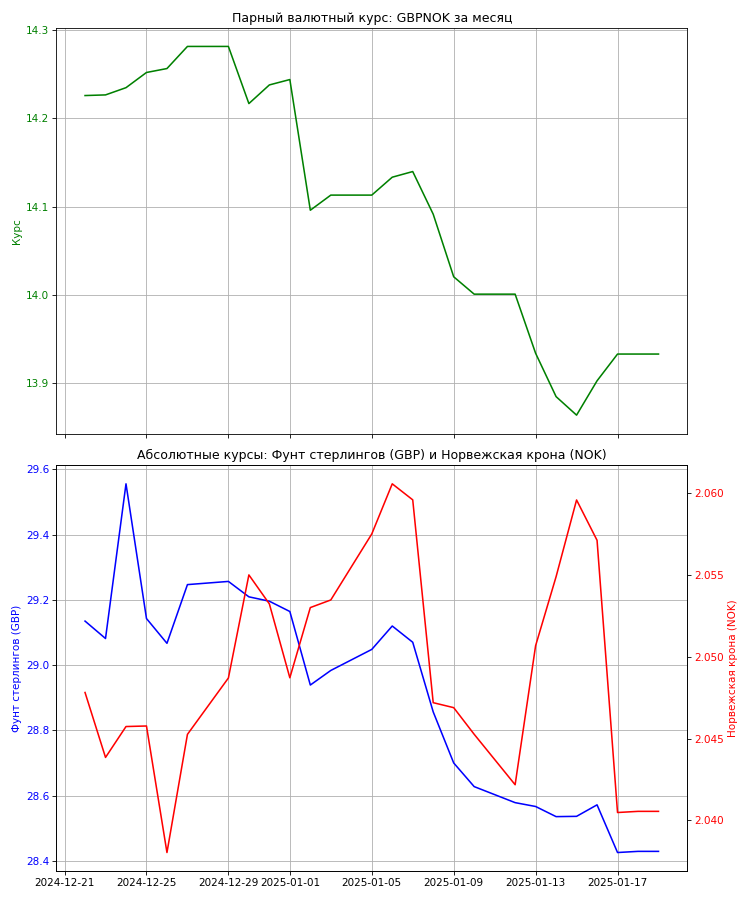 Парный валютный курс: GBPNOK за месяц
14.3
14.2
14.1
14.0
13.9
Курс
Абсолютные курсы: Фунт стерлингов (GBP) и Норвежская крона (NOK)
29.6
29.4
29.2
29.0
28.8
28.6
28.4
Фунт стерлингов (GBP)
2.060
2.055
2.050
2.045
2.040
Норвежская крона (NOK)
2024-12-21 2024-12-25 2024-12-29 2025-01-01 2025-01-05 2025-01-09 2025-01-13 2025-01-17